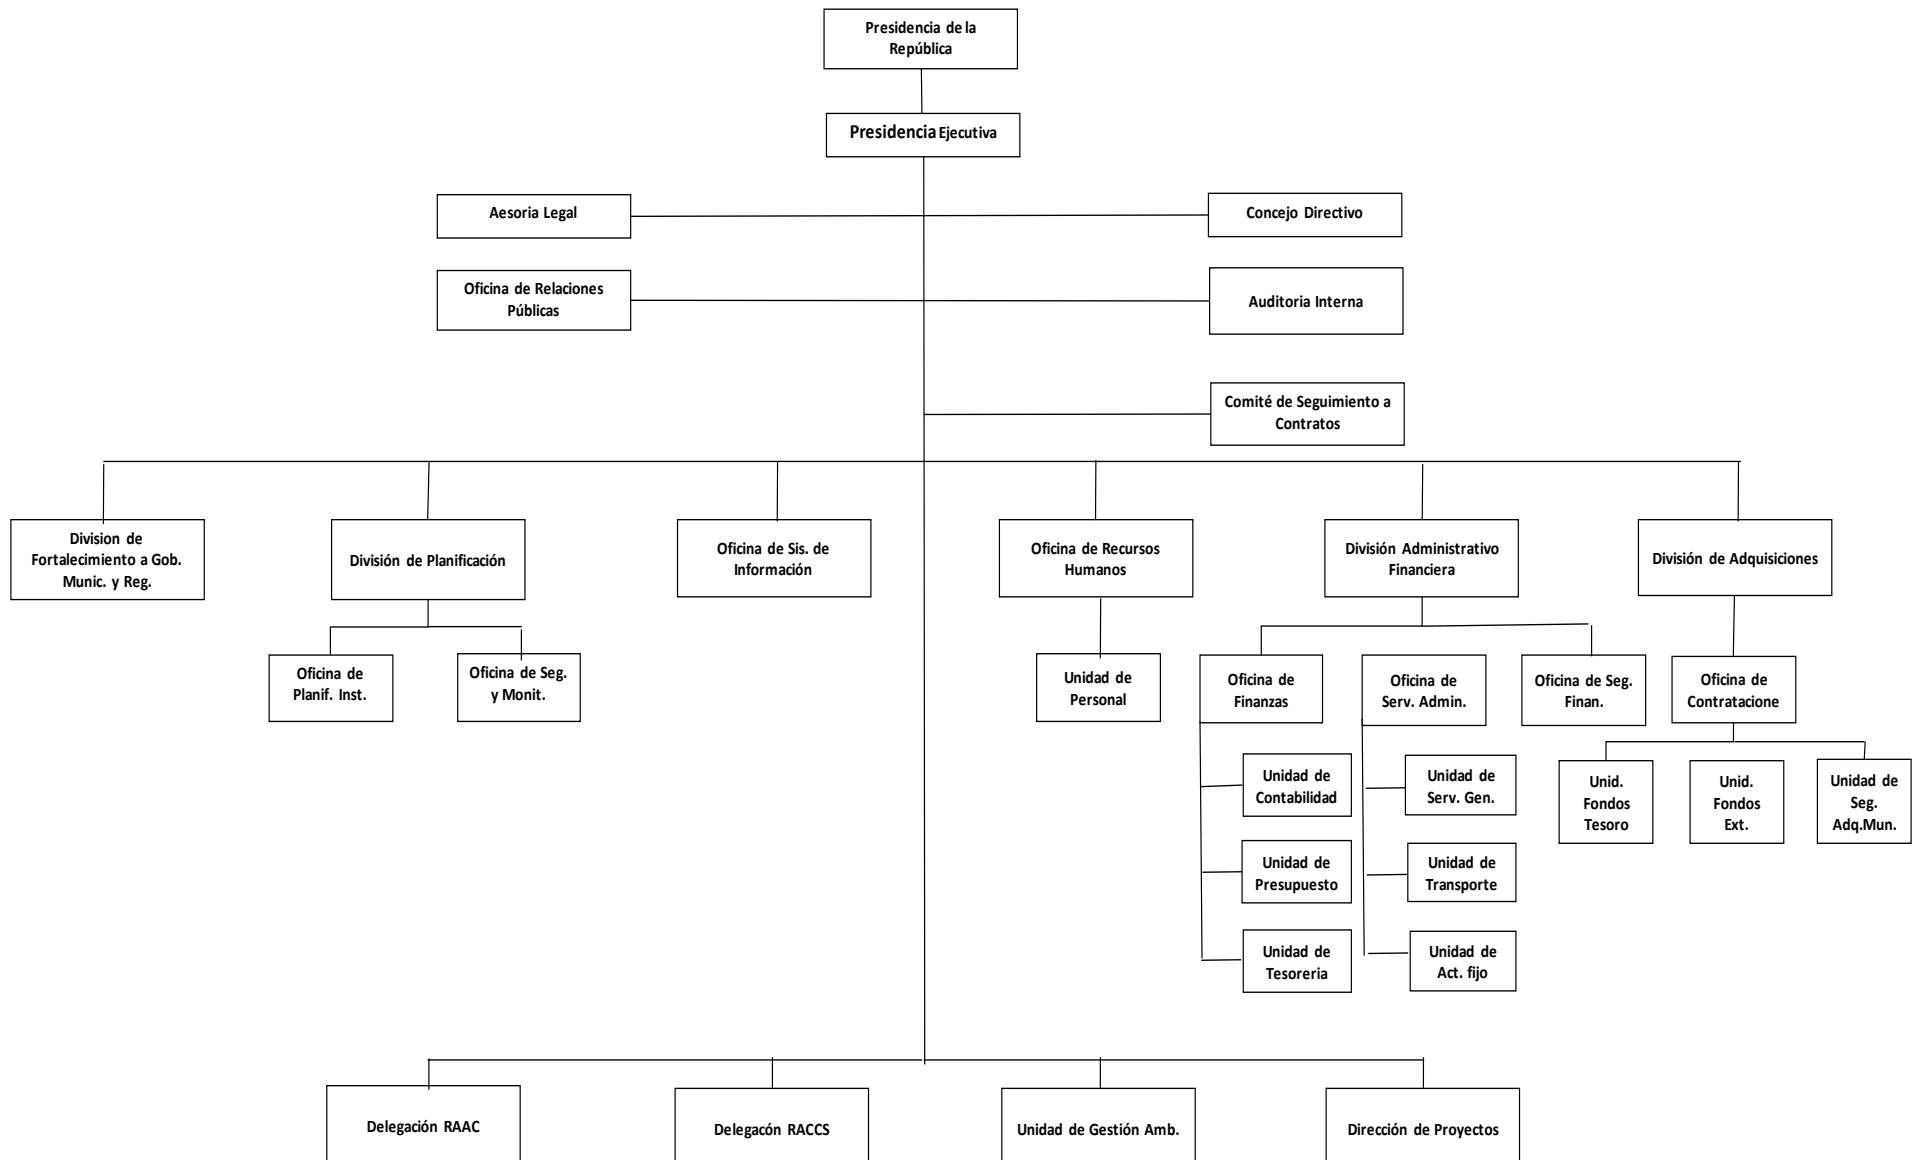 Presidencia de la
República
Presidencia Ejecutiva
Aesoria Legal
Concejo Directivo
Oficina de Relaciones
Públicas
Auditoria Interna
Comité de Seguimiento a
Contratos
Division de
Fortalecimiento a Gob.
Munic. y Reg.
División de Planificación
Oficina de Sis. de
Información
Oficina de Recursos
Humanos
División Administrativo
Financiera
División de Adquisiciones
Oficina de
Planif. Inst.
Oficina de Seg.
y Monit.
Unidad de
Personal
Oficina de
Finanzas
Oficina de
Serv. Admin.
Oficina de Seg.
Finan.
Oficina de
Contratacione
Unidad de
Contabilidad
Unidad de
Serv. Gen.
Unid.
Fondos
Tesoro
Unid.
Fondos
Ext.
Unidad de
Seg.
Adq.Mun.
Unidad de
Presupuesto
Unidad de
Transporte
Unidad de
Tesoreria
Unidad de
Act. fijo
Delegación RAAC
Delegacón RACCS
Unidad de Gestión Amb.
Dirección de Proyectos